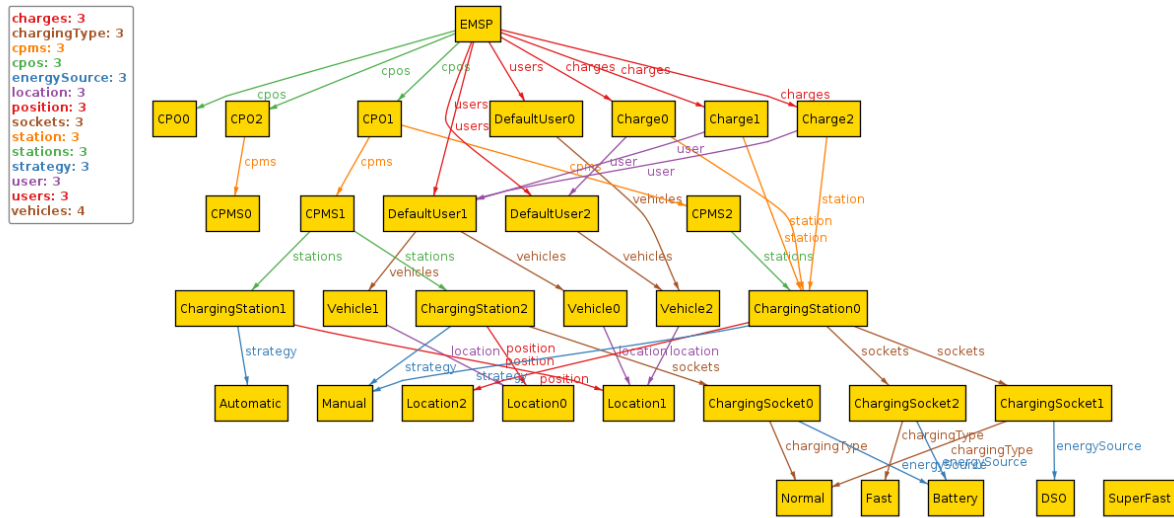 charges: 3
chargingType: 3
cpms: 3
cpos: 3
energySource: 3
location: 3
position: 3
sockets: 3
station: 3
stations: 3
strategy: 3
user: 3
users: 3
vehicles: 4
EMSP
cpos
cpos
cpos
users
charges
charges
charges
users
users
CPO0
CPO2
CPO1
DefaultUser0
Charge0
Charge1
Charge2
cpms
cpms
cpms
user
user
vehicles
station
station
station
CPMS0
CPMS1
DefaultUser1
DefaultUser2
CPMS2
stations
stations
vehicles
vehicles
vehicles
stations
ChargingStation1
Vehicle1
ChargingStation2
Vehicle0
Vehicle2
ChargingStation0
strategy
location
position
position
strategy
strategy
position
location
location
sockets
sockets
sockets
Automatic
Manual
Location2
Location0
Location1
ChargingSocket0
ChargingSocket2
ChargingSocket1
chargingType
chargingType
chargingType
energySource
energySource
energySource
Normal
Fast
Battery
DSO
SuperFast